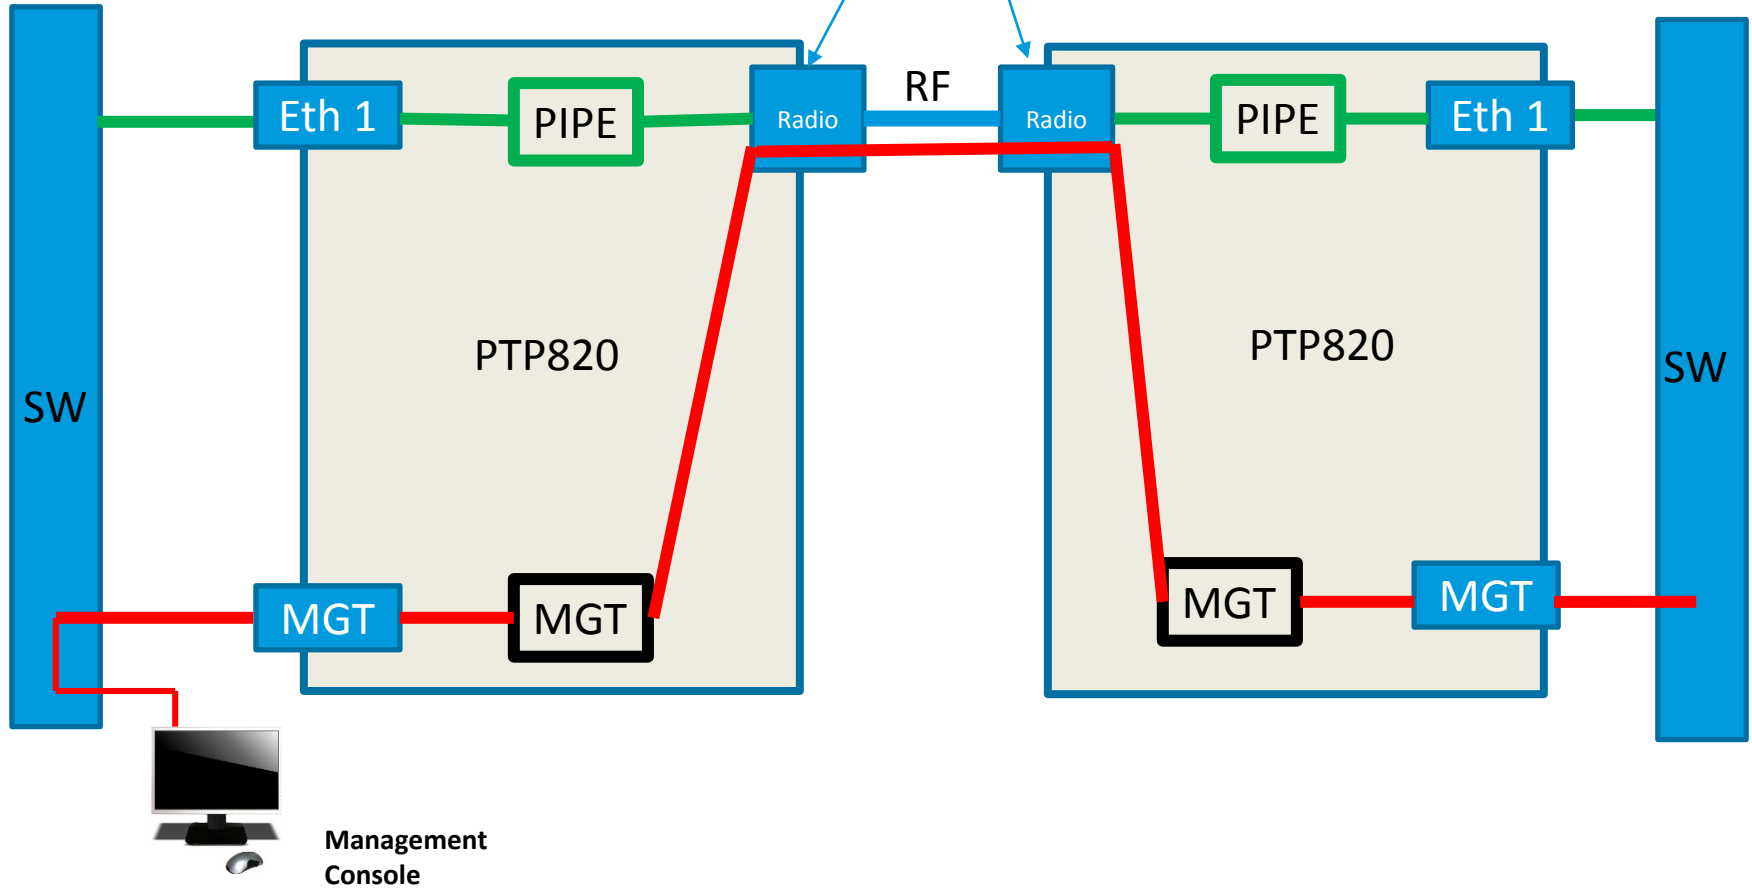 RF
Eth 1
PIPE
Radio
Radio
PIPE
Eth 1
PTP820
PTP820
SW
SW
MGT
MGT
MGT
MGT
Management
Console